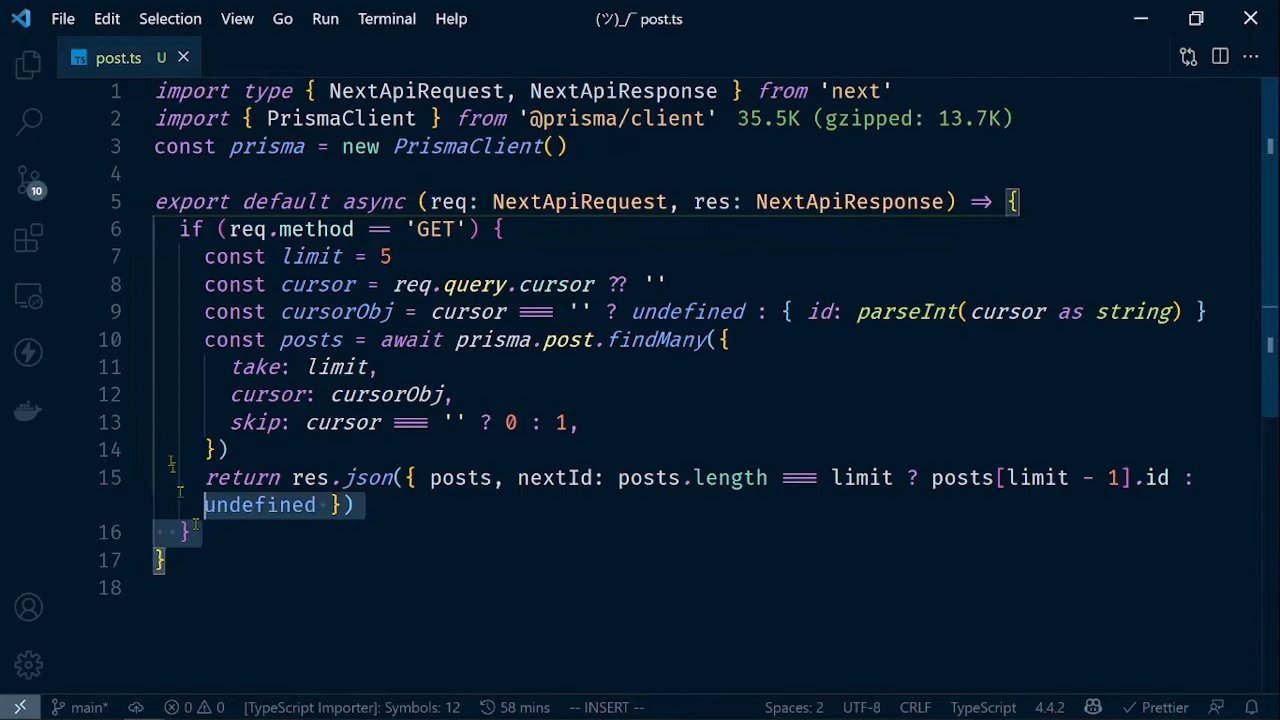 File Edit Selection View Go Run Terminal Help (ツ)_/ post.ts
TS post.ts U
1 import type { NextApiRequest, NextApiResponse } from 'next'
2 import { PrismaClient } from '@prisma/client' 35.5K (gzipped: 13.7K)
3 const prisma = new PrismaClient()
4
5 export default async (req: NextApiRequest, res: NextApiResponse) => {
6 if (req.method == 'GET') {
7 const limit = 5
8 const cursor = req.query.cursor ?? ''
9 const cursorObj = cursor === '' ? undefined : { id: parseInt(cursor as string) }
10 const posts = await prisma.post.findMany({
11 take: limit,
12 cursor: cursorObj,
13 skip: cursor === '' ? 0 : 1,
14 })
15 return res.json({ posts, nextId: posts.length === limit ? posts[limit - 1].id :
undefined })
16 }
17 }
18
10
main* 0 0 [TypeScript Importer]: Symbols: 12 58 mins -- INSERT -- Spaces: 2 UTF-8 CRLF TypeScript 4.4.2 Prettier